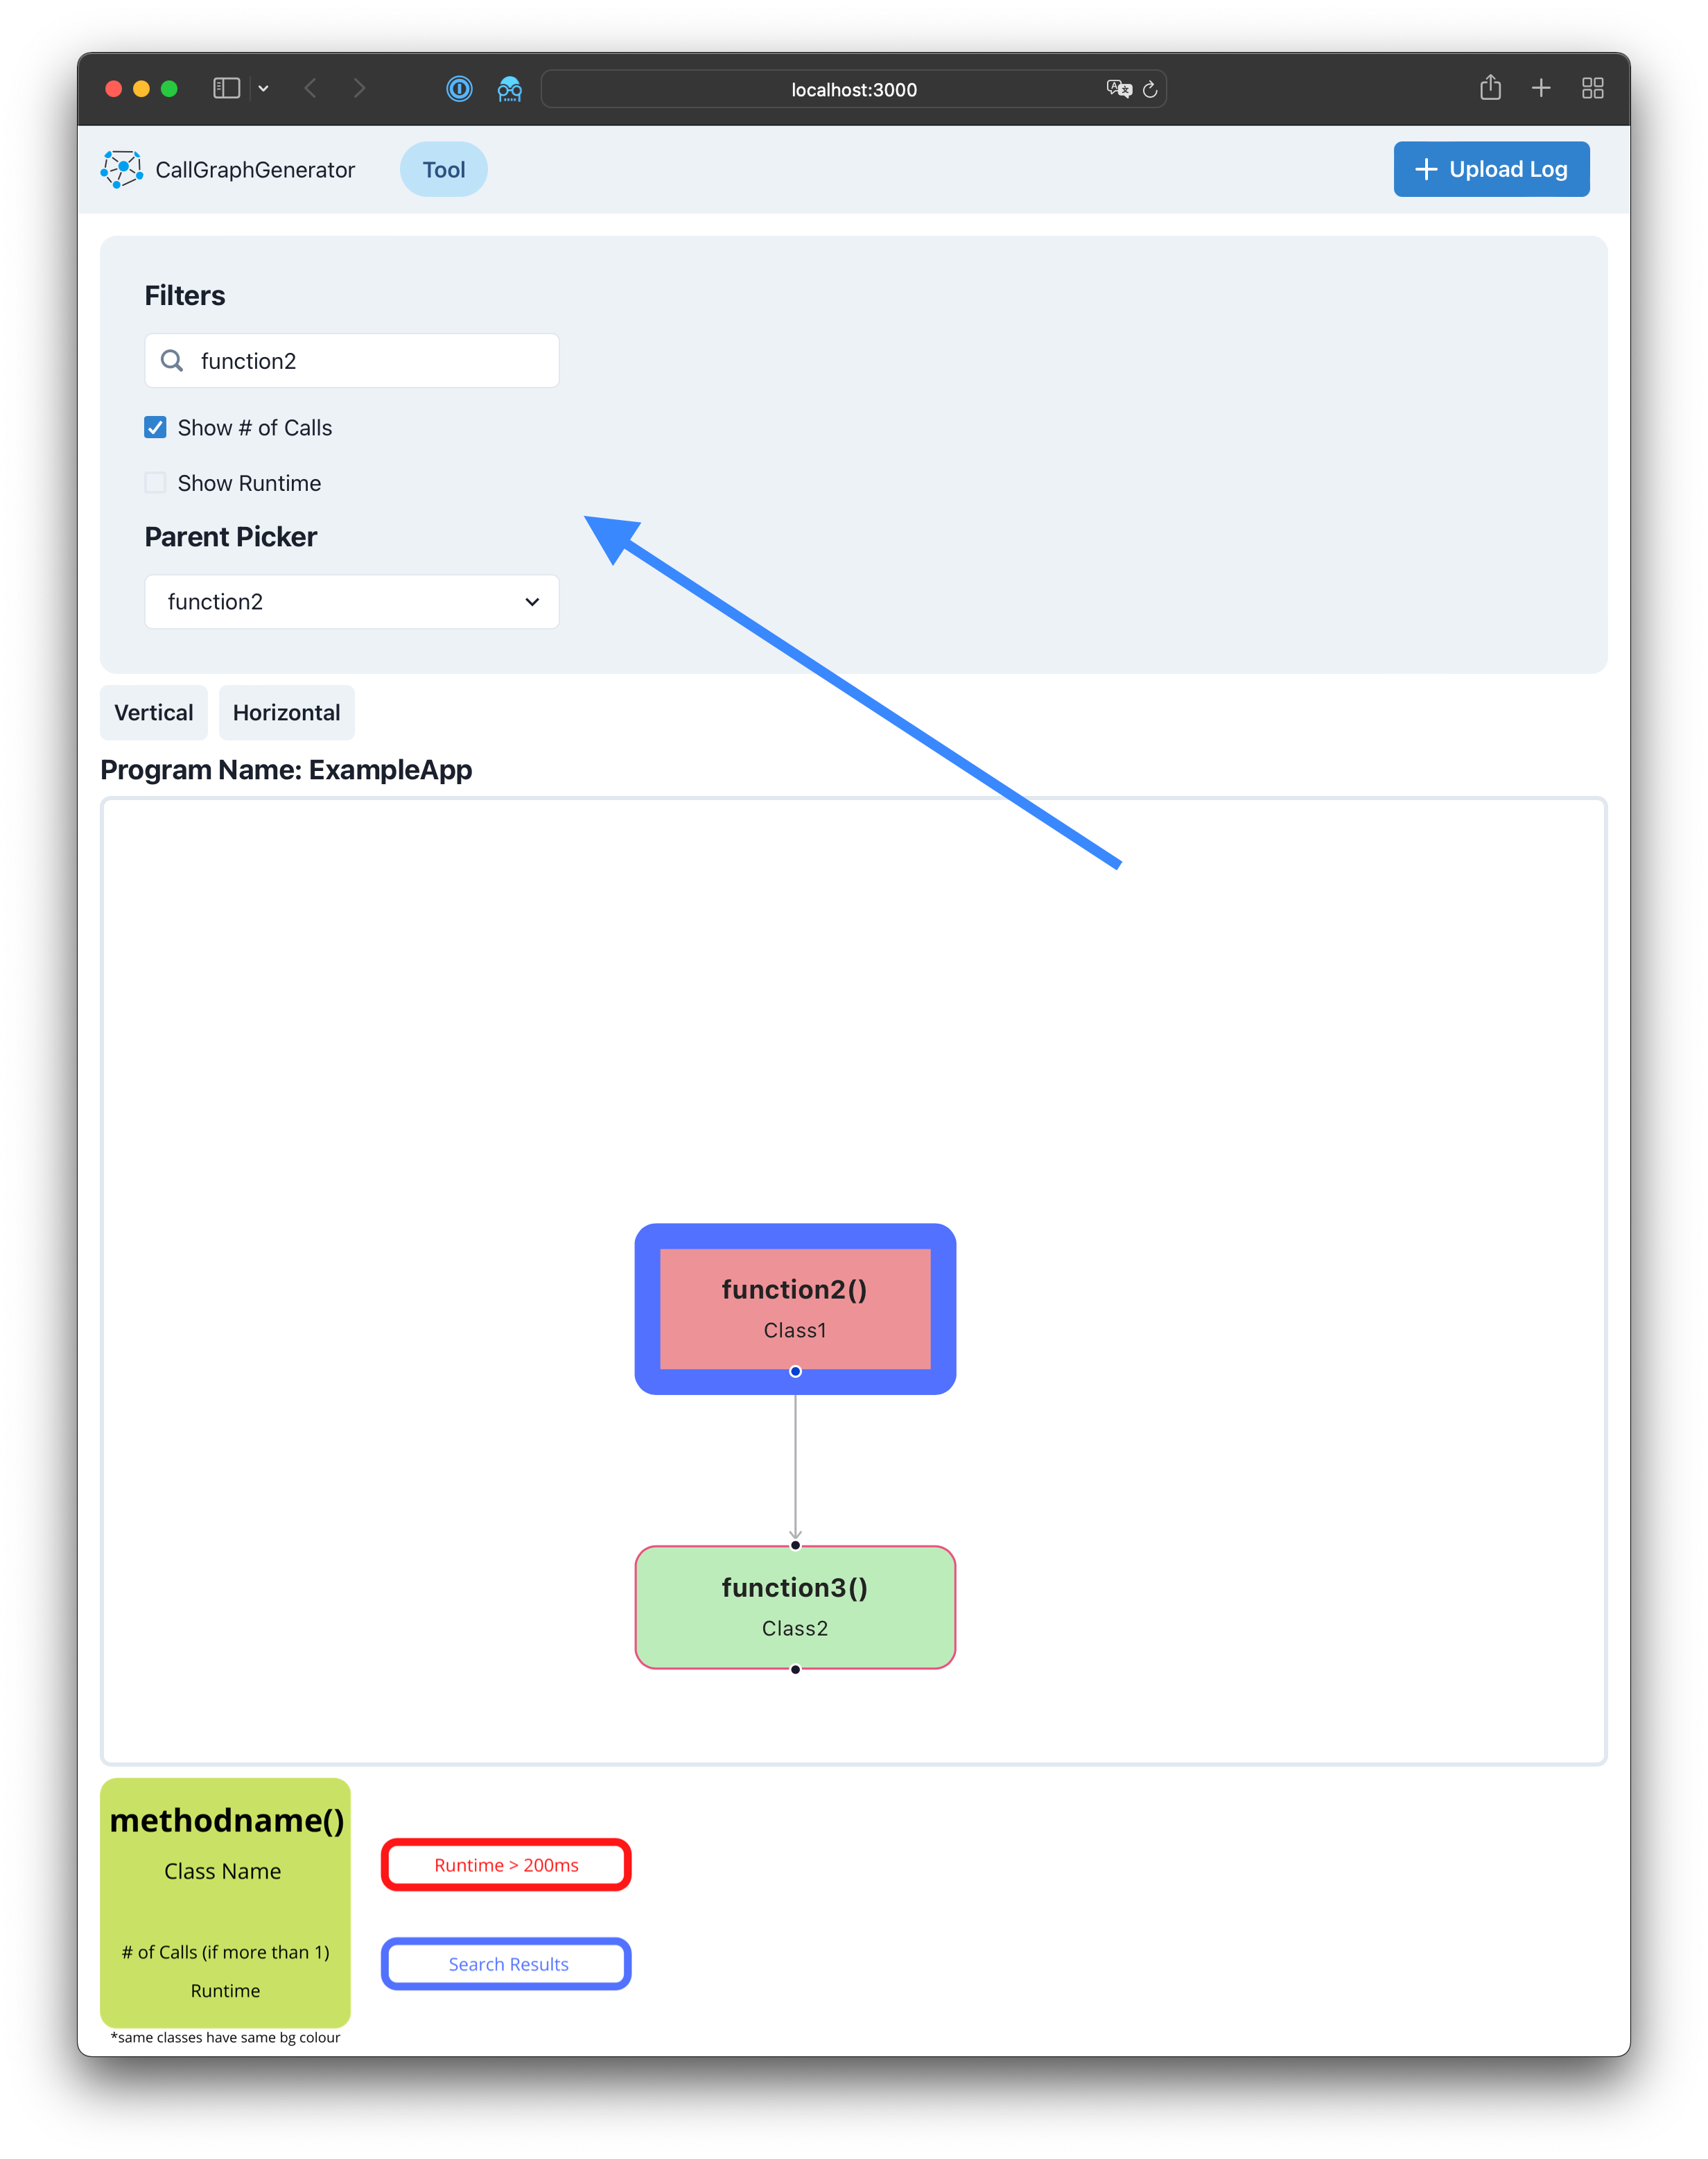 localhost:3000
CallGraphGenerator
Tool
Upload Log
Filters
function2
Show # of Calls
Show Runtime
Parent Picker
function2
Vertical Horizontal
Program Name: ExampleApp
function2()
Class1
function3()
Class2
methodname()
Class Name
# of Calls (if more than 1)
Runtime
*same classes have same bg colour
Runtime > 200ms
Search Results